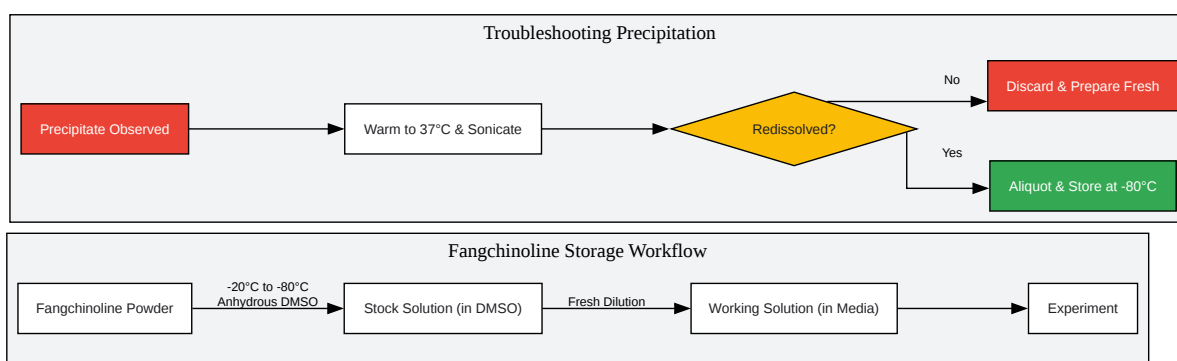 Troubleshooting Precipitation
Precipitate Observed
Warm to 37°C & Sonicate
Redissolved?
No
Discard & Prepare Fresh
Yes
Aliquot & Store at -80°C
Fangchinoline Storage Workflow
Fangchinoline Powder
-20°C to -80°C
Anhydrous DMSO
Stock Solution (in DMSO)
Fresh Dilution
Working Solution (in Media)
Experiment